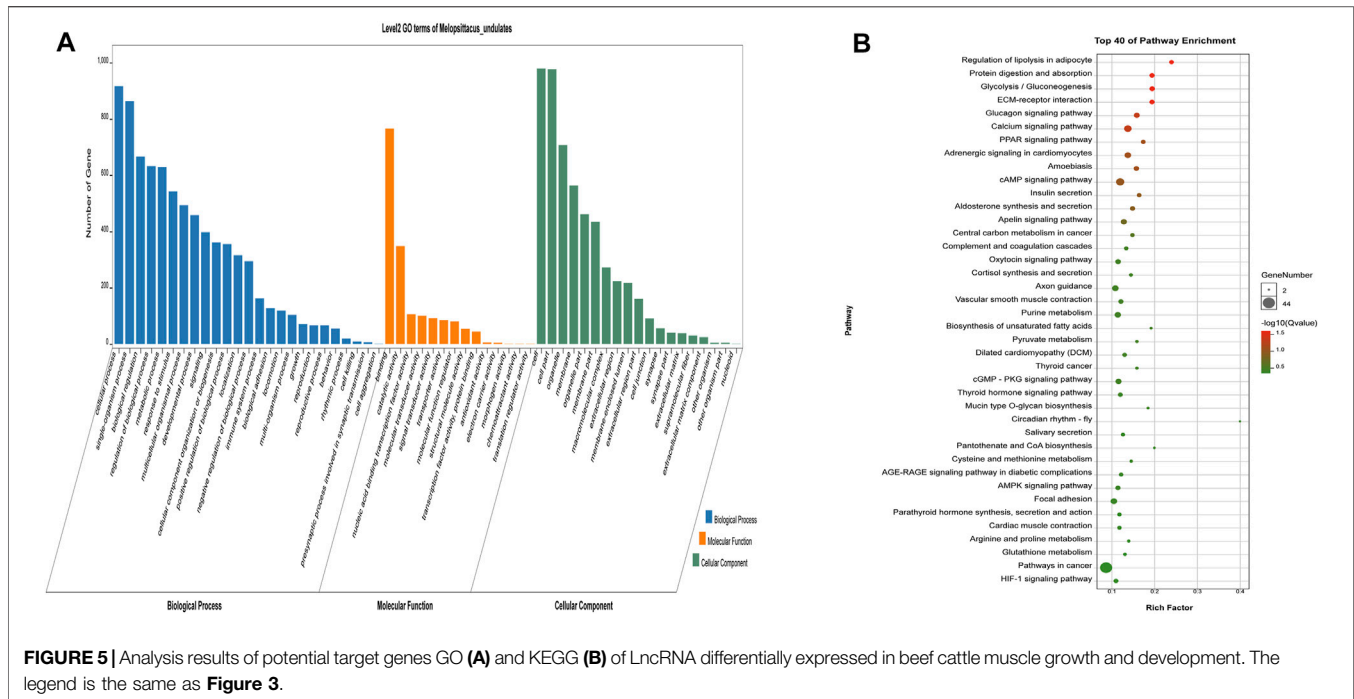 A
Level2 GO terms of Melopsittacus_undulates
Number of Gene
1,000
800
600
400
200
0
cellular process
single-organism process
biological regulation
regulation of biological process
metabolic process
response to stimulus
multicellular organismal process
developmental process
signaling
cellular component organization or biogenesis
positive regulation of biological process
localization
negative regulation of biological process
immune system process
biological adhesion
locomotion
multi-organism process
growth
reproduction
reproductive process
behavior
rhythmic process
cell killing
presynaptic process involved in synaptic transmission
cell aggregation
binding
catalytic activity
nucleic acid binding transcription factor activity
molecular transducer activity
signal transducer activity
transporter activity
molecular function regulator
structural molecule activity
transcription factor activity, protein binding
antioxidant activity
electron carrier activity
morphogen activity
chemoattractant activity
translation regulator activity
cell
cell part
organelle
membrane
organelle part
membrane part
macromolecular complex
extracellular region
membrane-enclosed lumen
extracellular region part
cell junction
synapse
synapse part
extracellular matrix
supramolecular fiber
extracellular matrix component
other organism
other organism part
nucleoid
Biological Process
Molecular Function
Cellular Component
Biological Process
Molecular Function
Cellular Component
B
Top 40 of Pathway Enrichment
Pathway
Regulation of lipolysis in adipocyte
Protein digestion and absorption
Glycolysis / Gluconeogenesis
ECM-receptor interaction
Glucagon signaling pathway
Calcium signaling pathway
PPAR signaling pathway
Adrenergic signaling in cardiomyocytes
Amoebiasis
cAMP signaling pathway
Insulin secretion
Aldosterone synthesis and secretion
Apelin signaling pathway
Central carbon metabolism in cancer
Complement and coagulation cascades
Oxytocin signaling pathway
Cortisol synthesis and secretion
Axon guidance
Vascular smooth muscle contraction
Purine metabolism
Biosynthesis of unsaturated fatty acids
Pyruvate metabolism
Dilated cardiomyopathy (DCM)
Thyroid cancer
cGMP - PKG signaling pathway
Thyroid hormone signaling pathway
Mucin type O-glycan biosynthesis
Circadian rhythm - fly
Salivary secretion
Pantothenate and CoA biosynthesis
Cysteine and methionine metabolism
AGE-RAGE signaling pathway in diabetic complications
AMPK signaling pathway
Focal adhesion
Parathyroid hormone synthesis, secretion and action
Cardiac muscle contraction
Arginine and proline metabolism
Glutathione metabolism
Pathways in cancer
HIF-1 signaling pathway
0.1 0.2 0.3 0.4
Rich Factor
GeneNumber
2
44
-log10(Qvalue)
1.5
1.0
0.5
FIGURE 5 | Analysis results of potential target genes GO (A) and KEGG (B) of LncRNA differentially expressed in beef cattle muscle growth and development. The
legend is the same as Figure 3.